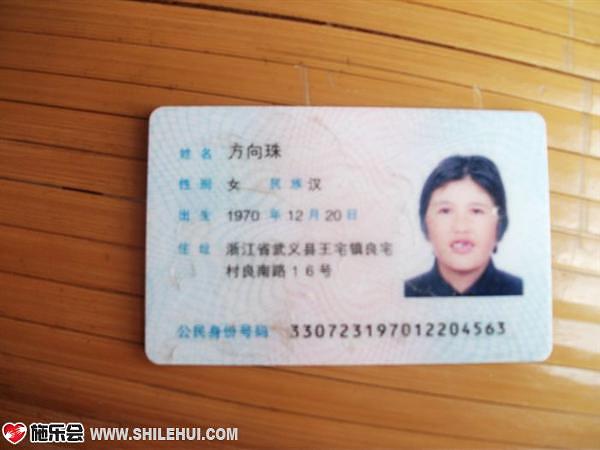 姓名 方向珠
性别 女 民族 汉
出生 1970 年 12 月 20 日
住址 浙江省武义县王宅镇良宅
村良南路16号
公民身份号码 330723197012204563
施乐会 WWW.SHILEHUI.COM